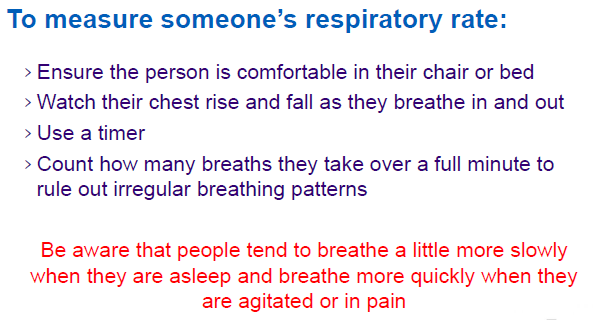 To measure someone’s respiratory rate:
› Ensure the person is comfortable in their chair or bed
› Watch their chest rise and fall as they breathe in and out
› Use a timer
› Count how many breaths they take over a full minute to
rule out irregular breathing patterns
Be aware that people tend to breathe a little more slowly
when they are asleep and breathe more quickly when they
are agitated or in pain